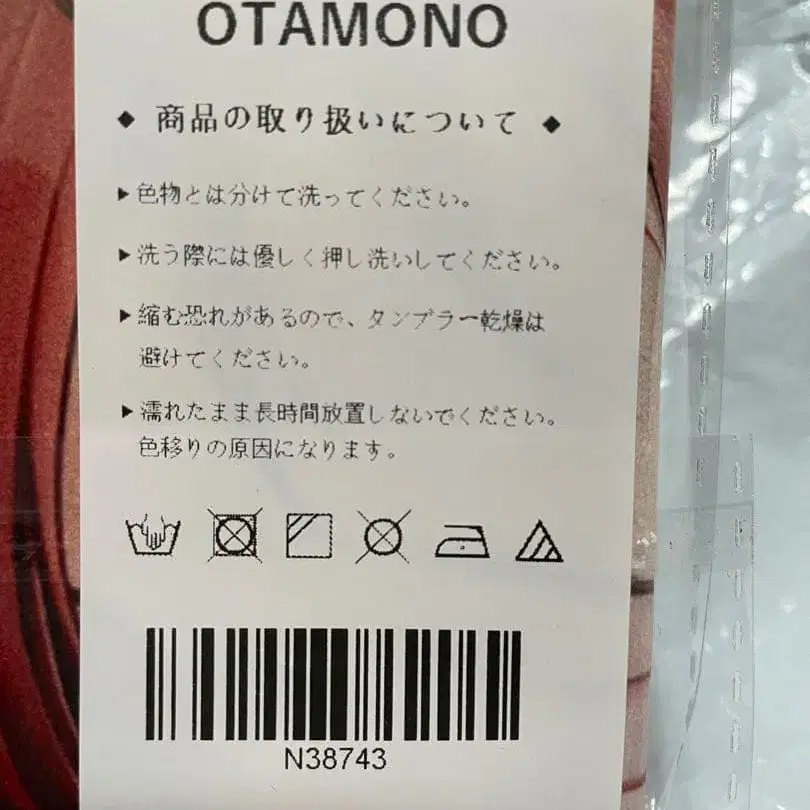 OTAMONO
◆ 商品の取り扱いについて ◆
▶色物とは分けて洗ってください。
▶洗う際には優しく押し洗いしてください。
▶縮む恐れがあるので、タンブラー乾燥は
避けてください。
▶濡れたまま長時間放置しないでください。
色移りの原因になります。
N38743